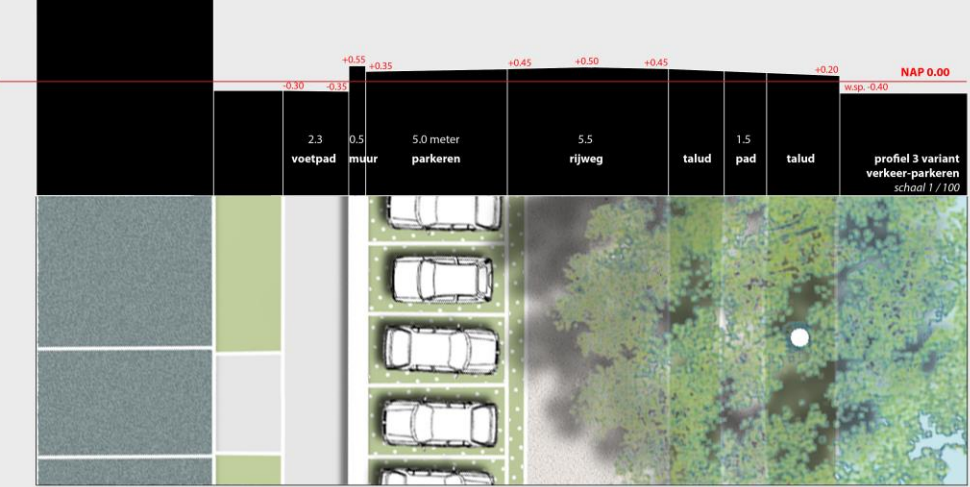 +0.55
+0.35
+0.45
+0.50
+0.45
+0.20
NAP 0.00
-0.30
-0.35
w.sp. -0.40
2.3
0.5
5.0 meter
5.5
1.5
voetpad
muur
parkeren
rijweg
talud
pad
talud
profiel 3 variant
verkeer-parkeren
schaal 1 / 100